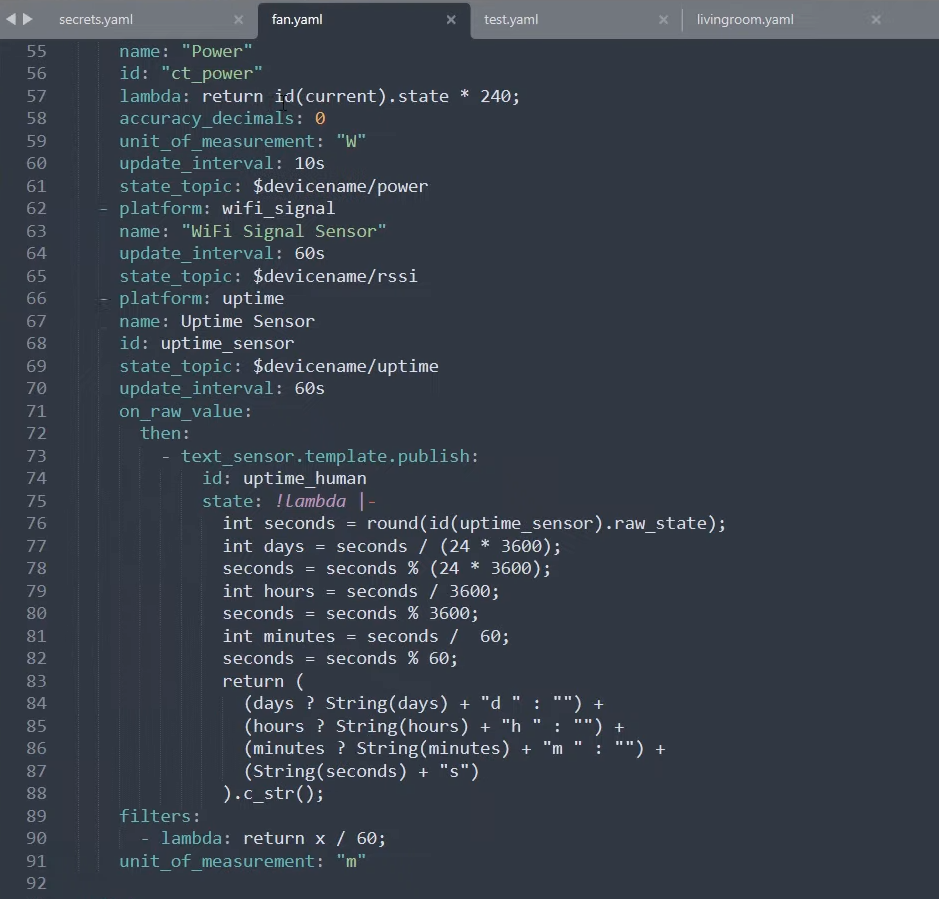 secrets.yaml × fan.yaml × test.yaml × livingroom.yaml ×
55 name: "Power"
56 id: "ct_power"
57 lambda: return id(current).state * 240;
58 accuracy_decimals: 0
59 unit_of_measurement: "W"
60 update_interval: 10s
61 state_topic: $devicename/power
62 - platform: wifi_signal
63 name: "WiFi Signal Sensor"
64 update_interval: 60s
65 state_topic: $devicename/rssi
66 - platform: uptime
67 name: Uptime Sensor
68 id: uptime_sensor
69 state_topic: $devicename/uptime
70 update_interval: 60s
71 on_raw_value:
72 then:
73 - text_sensor.template.publish:
74 id: uptime_human
75 state: !lambda |-
76 int seconds = round(id(uptime_sensor).raw_state);
77 int days = seconds / (24 * 3600);
78 seconds = seconds % (24 * 3600);
79 int hours = seconds / 3600;
80 seconds = seconds % 3600;
81 int minutes = seconds /  60;
82 seconds = seconds % 60;
83 return (
84 (days ? String(days) + "d " : "") +
85 (hours ? String(hours) + "h " : "") +
86 (minutes ? String(minutes) + "m " : "") +
87 (String(seconds) + "s")
88 ).c_str();
89 filters:
90 - lambda: return x / 60;
91 unit_of_measurement: "m"
92